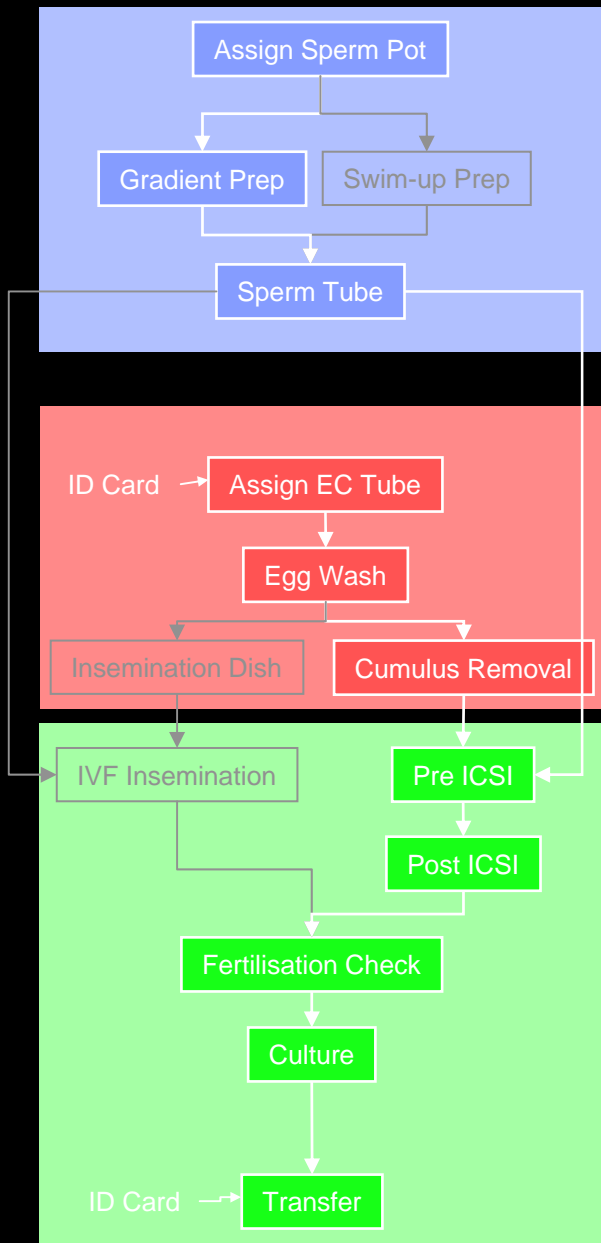 Assign Sperm Pot
Gradient Prep
Swim-up Prep
Sperm Tube
ID Card
Assign EC Tube
Egg Wash
Insemination Dish
Cumulus Removal
IVF Insemination
Pre ICSI
Post ICSI
Fertilisation Check
Culture
ID Card
Transfer